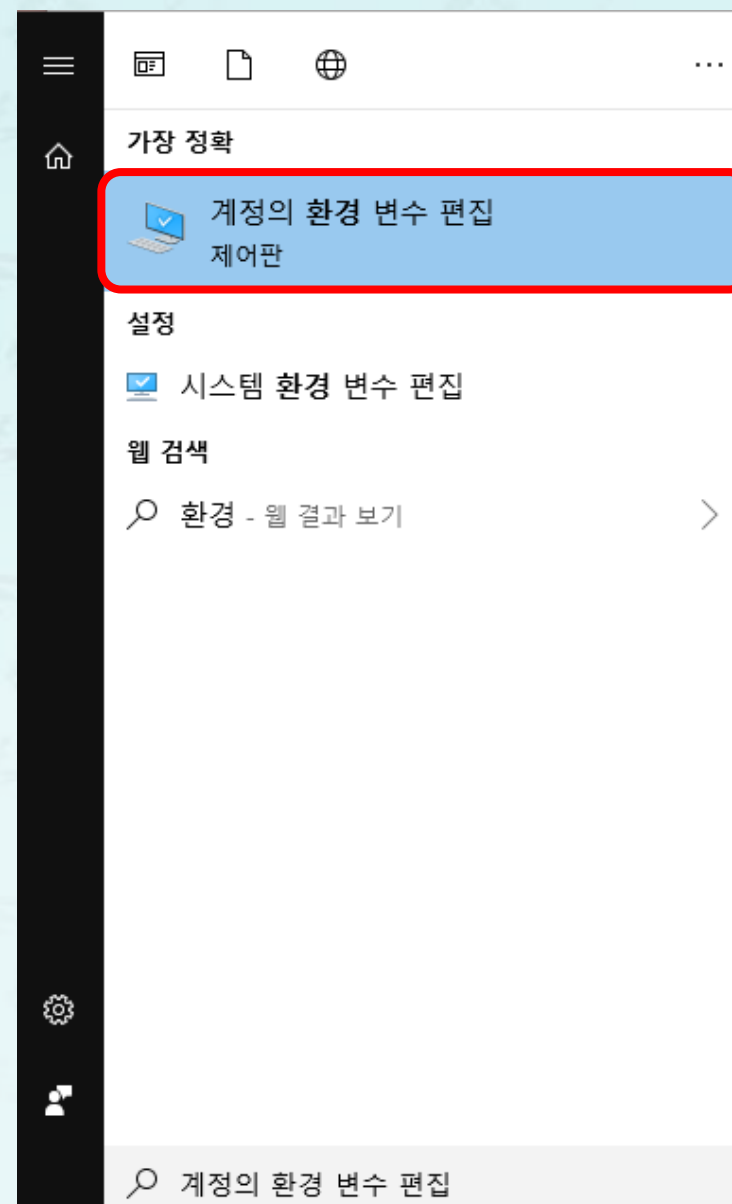 가장 정확
계정의 환경 변수 편집
제어판
설정
시스템 환경 변수 편집
웹 검색
환경 - 웹 결과 보기
계정의 환경 변수 편집